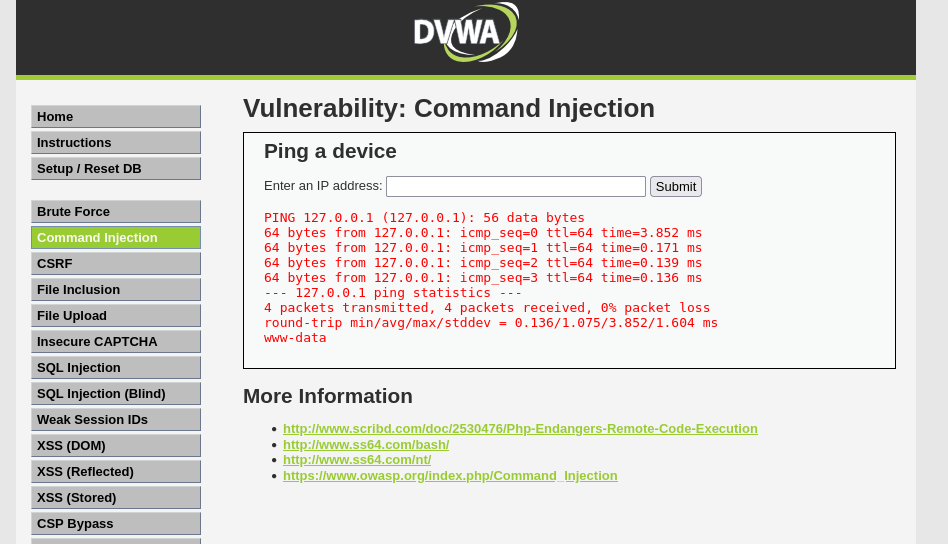 DVWA
Home
Instructions
Setup / Reset DB
Brute Force
Command Injection
CSRF
File Inclusion
File Upload
Insecure CAPTCHA
SQL Injection
SQL Injection (Blind)
Weak Session IDs
XSS (DOM)
XSS (Reflected)
XSS (Stored)
CSP Bypass
Vulnerability: Command Injection
Ping a device
Enter an IP address: Submit
PING 127.0.0.1 (127.0.0.1): 56 data bytes
64 bytes from 127.0.0.1: icmp_seq=0 ttl=64 time=3.852 ms
64 bytes from 127.0.0.1: icmp_seq=1 ttl=64 time=0.171 ms
64 bytes from 127.0.0.1: icmp_seq=2 ttl=64 time=0.139 ms
64 bytes from 127.0.0.1: icmp_seq=3 ttl=64 time=0.136 ms
--- 127.0.0.1 ping statistics ---
4 packets transmitted, 4 packets received, 0% packet loss
round-trip min/avg/max/stddev = 0.136/1.075/3.852/1.604 ms
www-data
More Information
http://www.scribd.com/doc/2530476/Php-Endangers-Remote-Code-Execution
http://www.ss64.com/bash/
http://www.ss64.com/nt/
https://www.owasp.org/index.php/Command_Injection